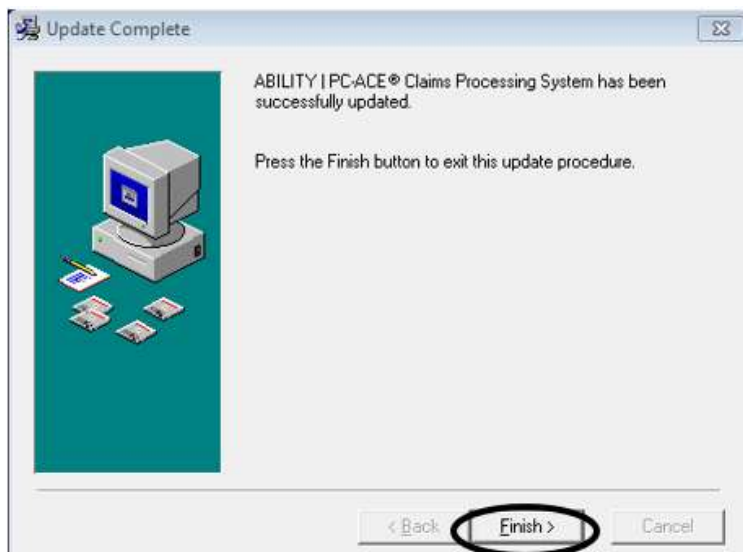 Update Complete
ABILITY | PC-ACE® Claims Processing System has been
successfully updated.
Press the Finish button to exit this update procedure.
< Back
Finish >
Cancel